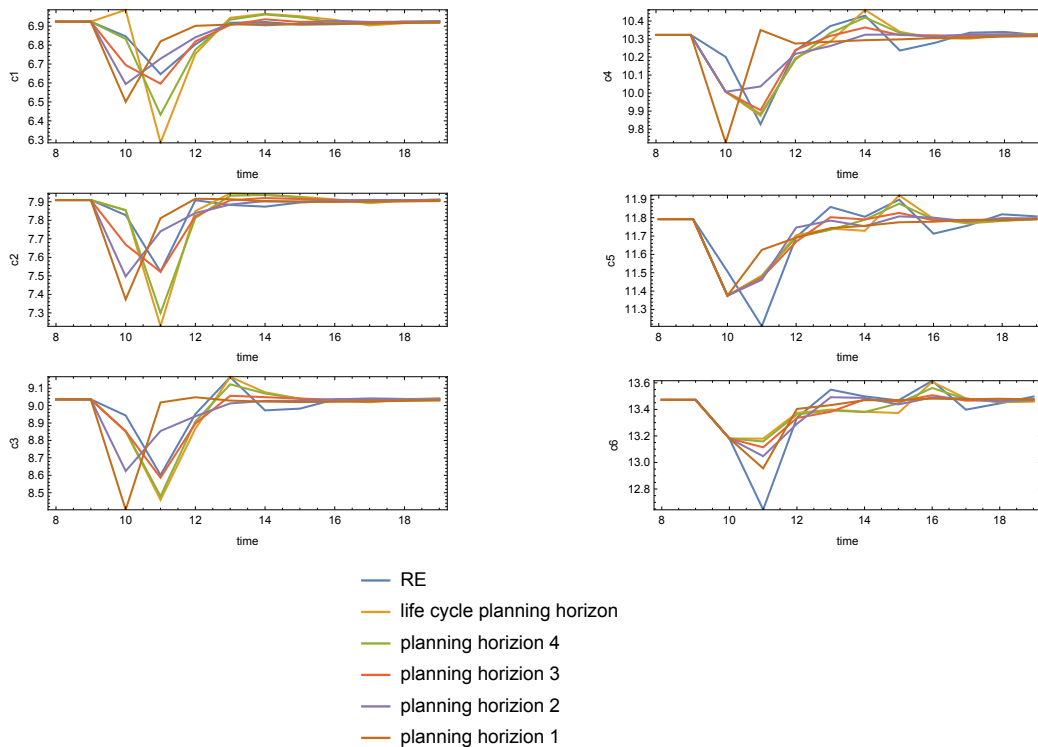 6.9
6.8
6.7
6.6
6.5
6.4
6.3
c1
8 10 12 14 16 18
time
10.4
10.3
10.2
10.1
10.0
9.9
9.8
c4
8 10 12 14 16 18
time
7.9
7.8
7.7
7.6
7.5
7.4
7.3
c2
8 10 12 14 16 18
time
11.9
11.8
11.7
11.6
11.5
11.4
11.3
c5
8 10 12 14 16 18
time
9.1
9.0
8.9
8.8
8.7
8.6
8.5
c3
8 10 12 14 16 18
time
13.6
13.4
13.2
13.0
12.8
c6
8 10 12 14 16 18
time
RE
life cycle planning horizon
planning horizion 4
planning horizion 3
planning horizion 2
planning horizion 1